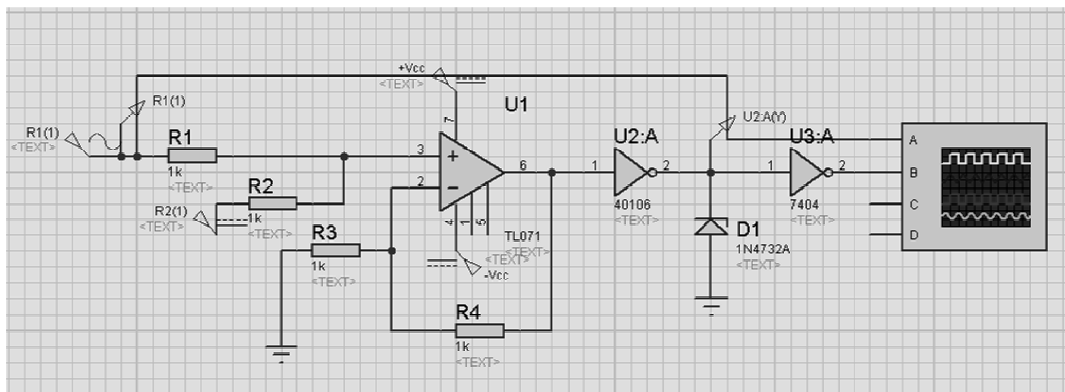 +Vcc
<TEXT>
U1
R1(1)
R1(1)
<TEXT>
R1
1k
<TEXT>
7
3
2
6
4
1
5
TL071
<TEXT>
<TEXT>
-Vcc
R2(1)
<TEXT>
R2
1k
<TEXT>
R3
1k
<TEXT>
R4
1k
<TEXT>
U2:A
1
2
40106
<TEXT>
U2:A(Y)
D1
1N4732A
<TEXT>
U3:A
1
2
7404
<TEXT>
A
B
C
D